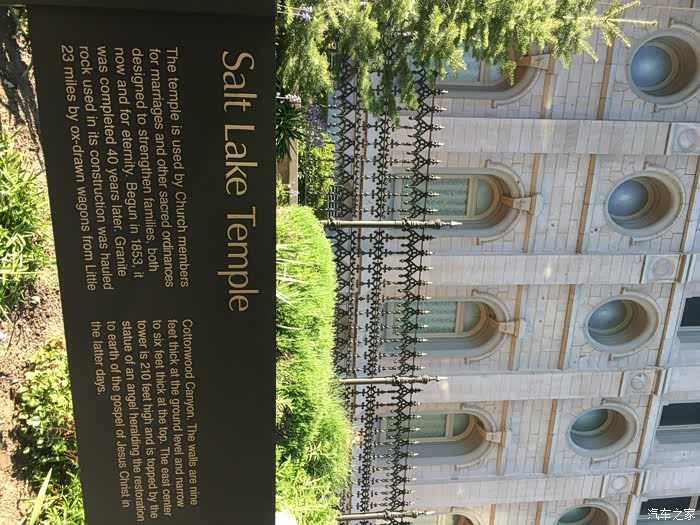 Salt Lake Temple
The temple is used by Church members
for marriages and other sacred ordinances
designed to strengthen families, both
now and for eternity. Begun in 1853, it
was completed 40 years later. Granite
rock used in its construction was hauled
23 miles by ox-drawn wagons from Little
Cottonwood Canyon. The walls are nine
feet thick at the ground level and narrow
to six feet thick at the top. The east center
tower is 210 feet high and is topped by the
statue of an angel heralding the restoration
to earth of the gospel of Jesus Christ in
the latter days.
汽车之家